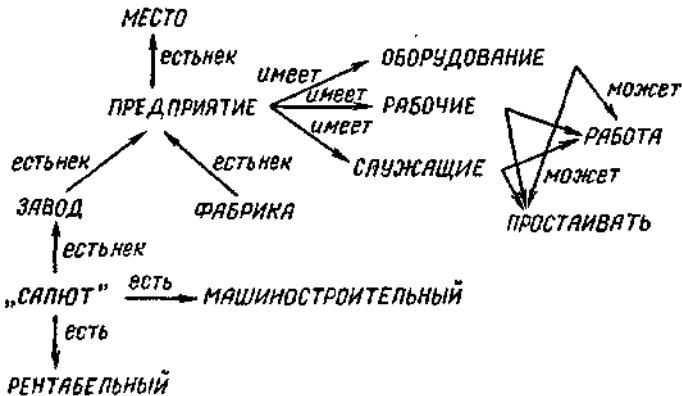 МЕСТО
естьнек
ПРЕДПРИЯТИЕ
имеет
ОБОРУДОВАНИЕ
имеет
РАБОЧИЕ
имеет
СЛУЖАЩИЕ
может
РАБОТА
может
ПРОСТАИВАТЬ
естьнек
естьнек
ЗАВОД
ФАБРИКА
естьнек
„САЛЮТ” есть МАШИНОСТРОИТЕЛЬНЫЙ
есть
РЕНТАБЕЛЬНЫЙ